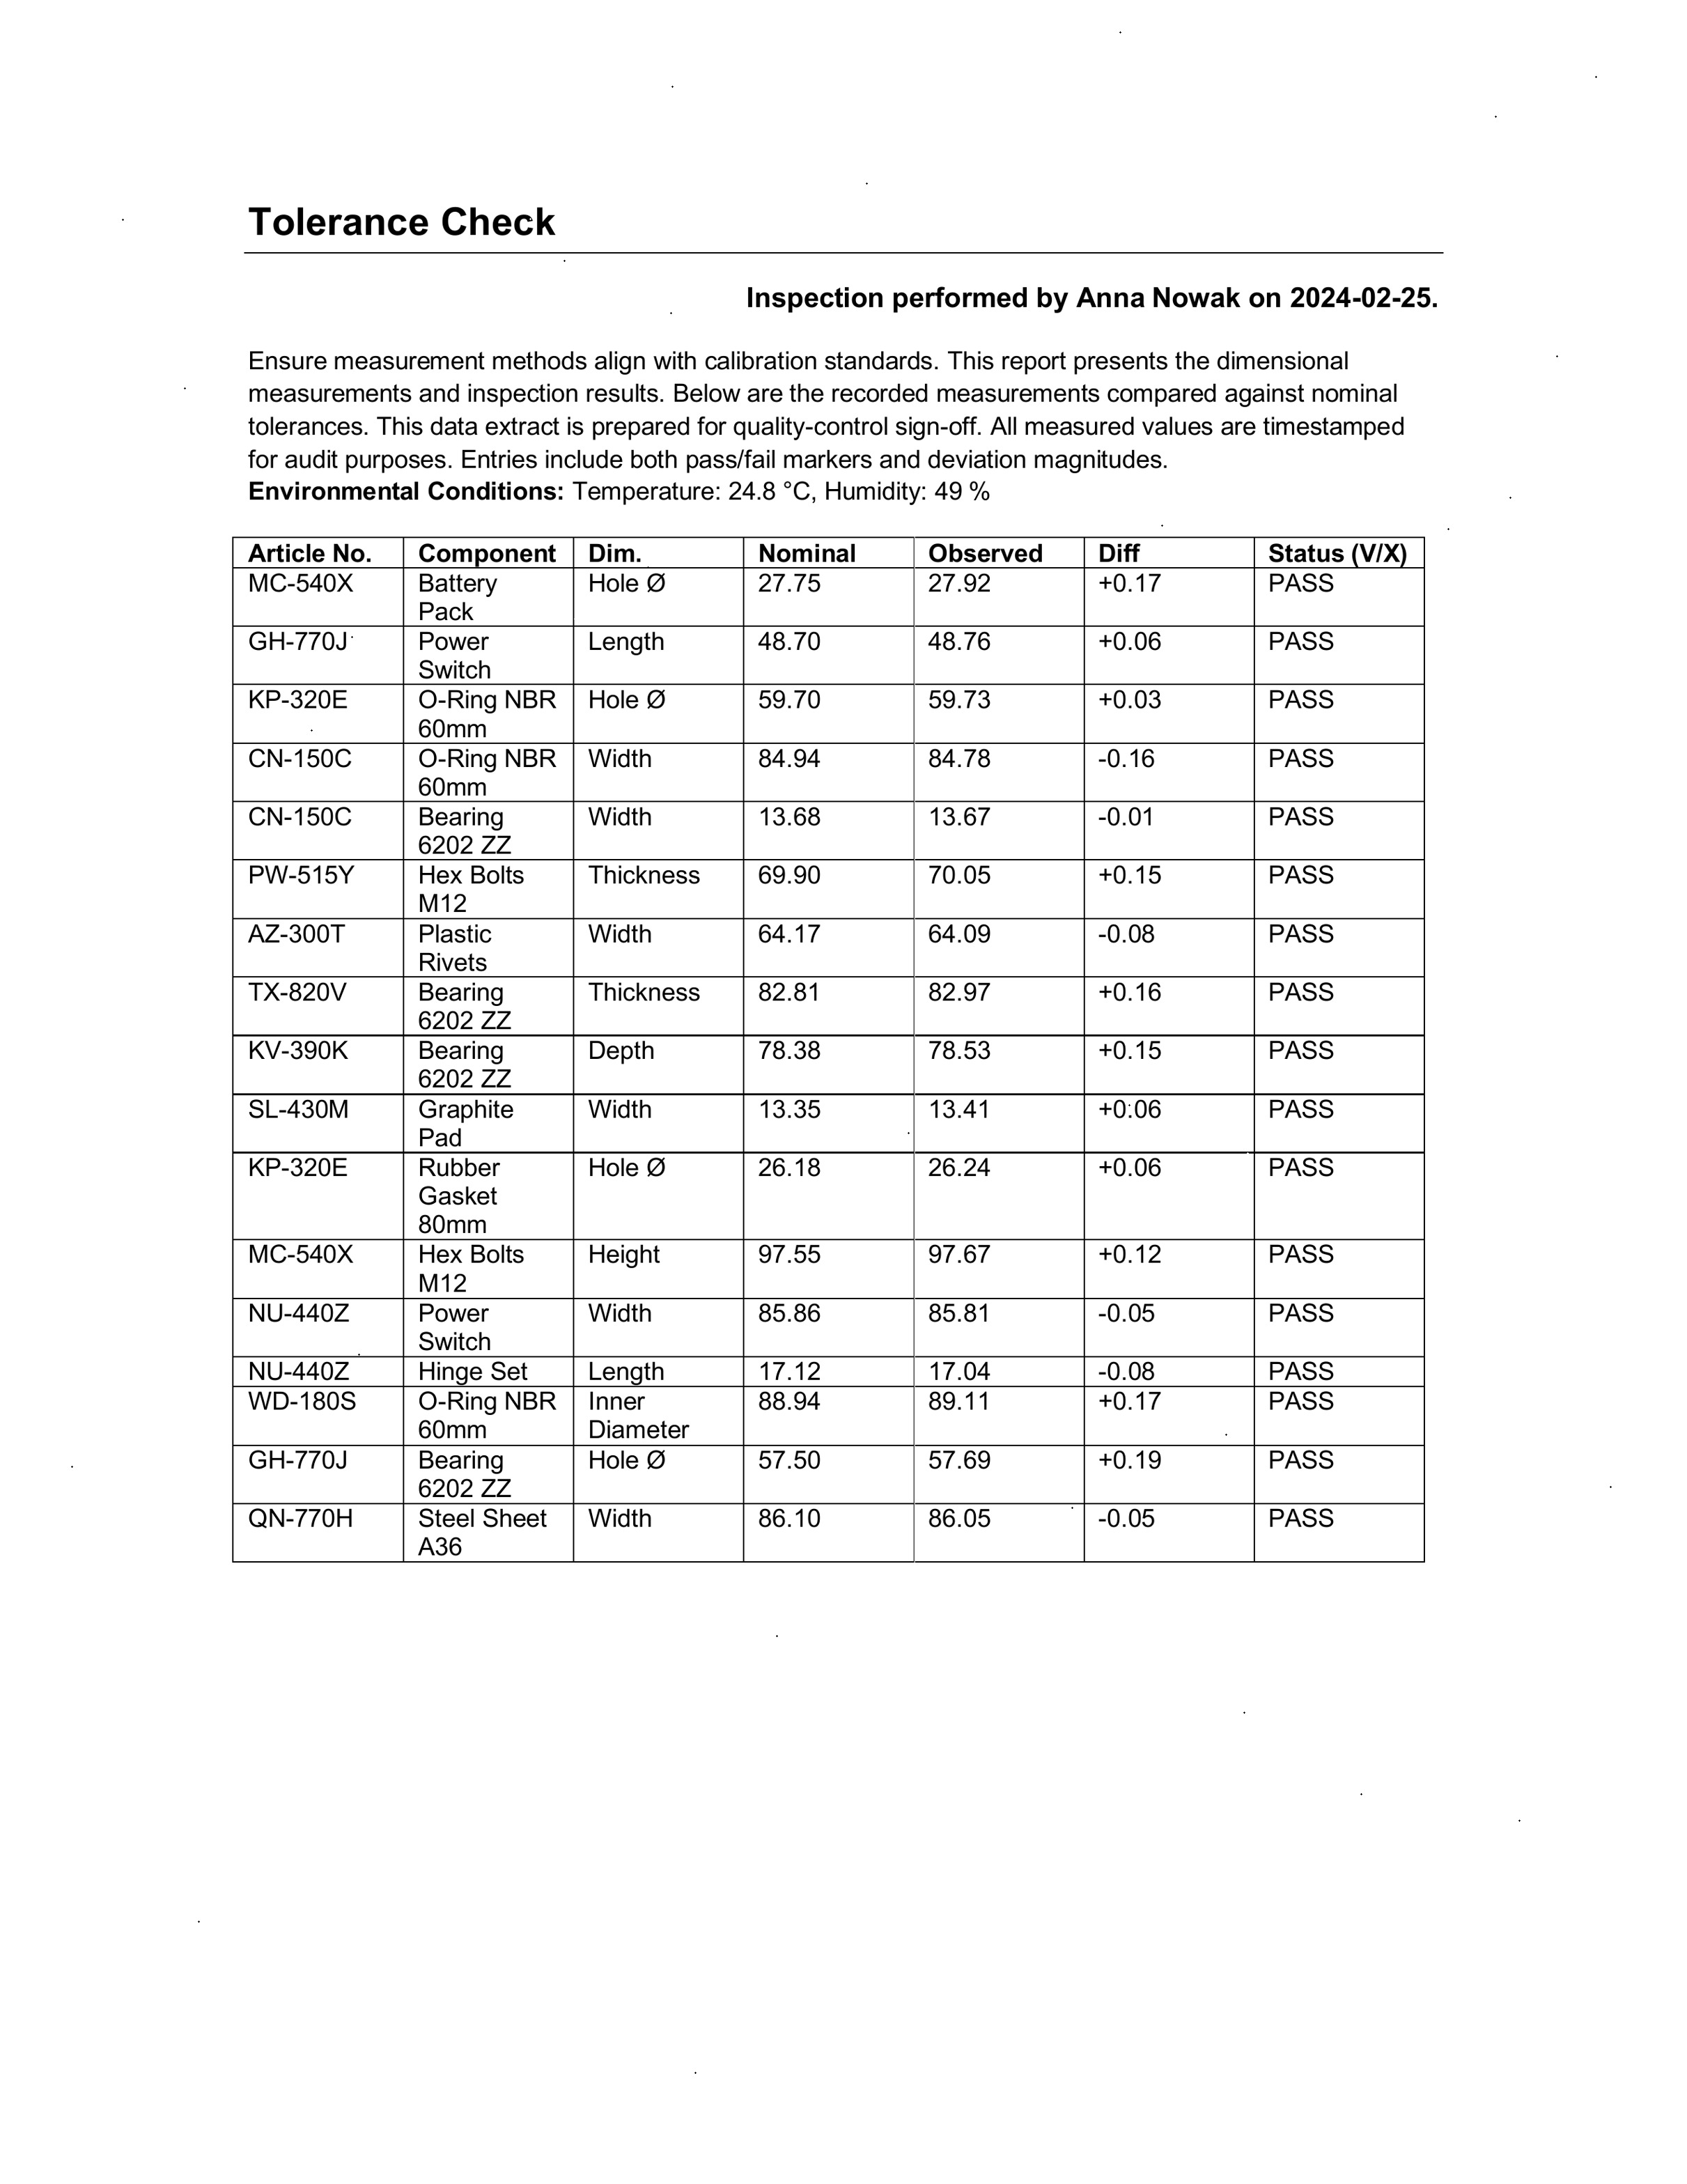 Tolerance Check
Inspection performed by Anna Nowak on 2024-02-25.
Ensure measurement methods align with calibration standards. This report presents the dimensional
measurements and inspection results. Below are the recorded measurements compared against nominal
tolerances. This data extract is prepared for quality-control sign-off. All measured values are timestamped
for audit purposes. Entries include both pass/fail markers and deviation magnitudes.
Environmental Conditions: Temperature: 24.8 °C, Humidity: 49 %
Article No. Component Dim. Nominal Observed Diff Status (V/X)
MC-540X Battery Hole Ø 27.75 27.92 +0.17 PASS
Pack
GH-770J Power Length 48.70 48.76 +0.06 PASS
Switch
KP-320E O-Ring NBR Hole Ø 59.70 59.73 +0.03 PASS
60mm
CN-150C O-Ring NBR Width 84.94 84.78 -0.16 PASS
60mm
CN-150C Bearing Width 13.68 13.67 -0.01 PASS
6202 ZZ
PW-515Y Hex Bolts Thickness 69.90 70.05 +0.15 PASS
M12
AZ-300T Plastic Width 64.17 64.09 -0.08 PASS
Rivets
TX-820V Bearing Thickness 82.81 82.97 +0.16 PASS
6202 ZZ
KV-390K Bearing Depth 78.38 78.53 +0.15 PASS
6202 ZZ
SL-430M Graphite Width 13.35 13.41 +0.06 PASS
Pad
KP-320E Rubber Hole Ø 26.18 26.24 +0.06 PASS
Gasket
80mm
MC-540X Hex Bolts Height 97.55 97.67 +0.12 PASS
M12
NU-440Z Power Width 85.86 85.81 -0.05 PASS
Switch
NU-440Z Hinge Set Length 17.12 17.04 -0.08 PASS
WD-180S O-Ring NBR Inner 88.94 89.11 +0.17 PASS
60mm Diameter
GH-770J Bearing Hole Ø 57.50 57.69 +0.19 PASS
6202 ZZ
QN-770H Steel Sheet Width 86.10 86.05 -0.05 PASS
A36